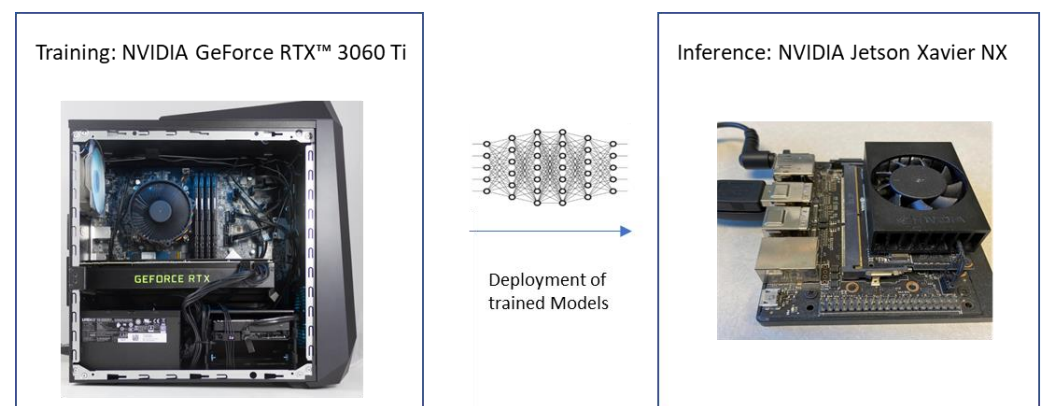 Training: NVIDIA GeForce RTX™ 3060 Ti
GEFORCE RTX
Deployment of
trained Models
Inference: NVIDIA Jetson Xavier NX